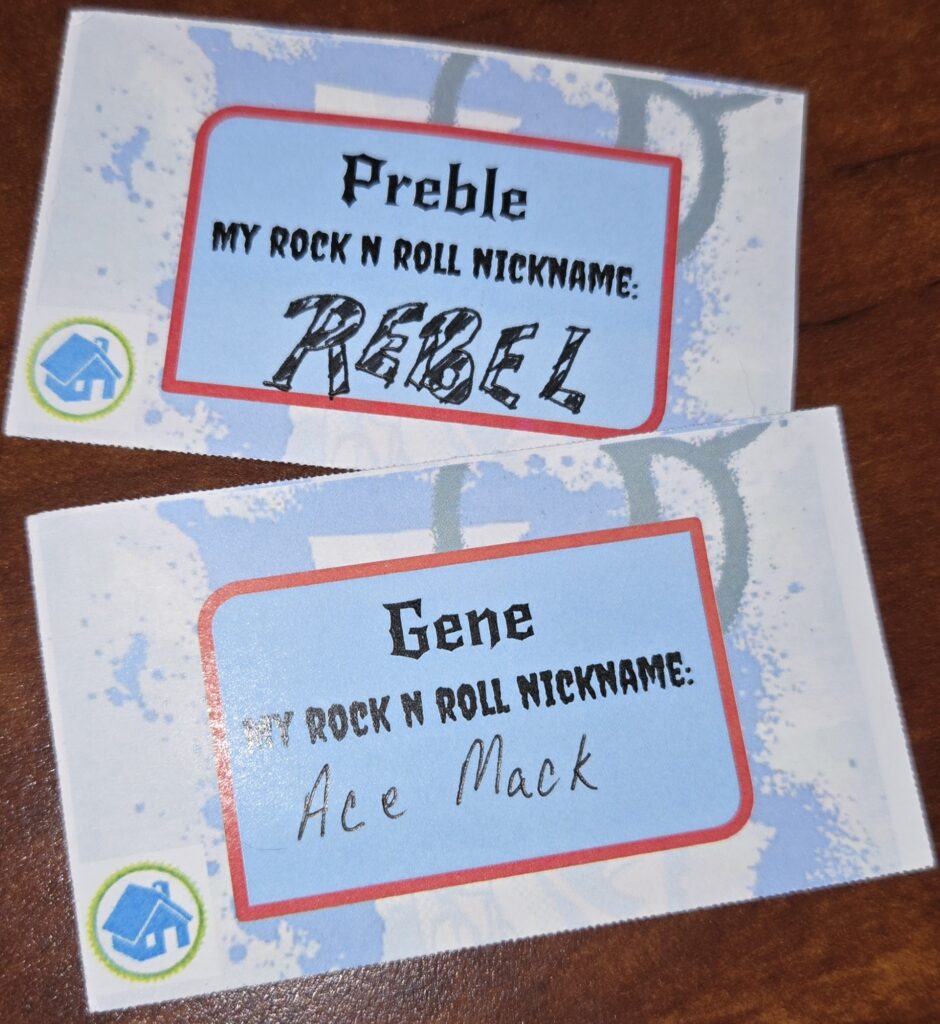 Preble
MY ROCK N ROLL NICKNAME:
REBEL
Gene
MY ROCK N ROLL NICKNAME:
Ace Mack